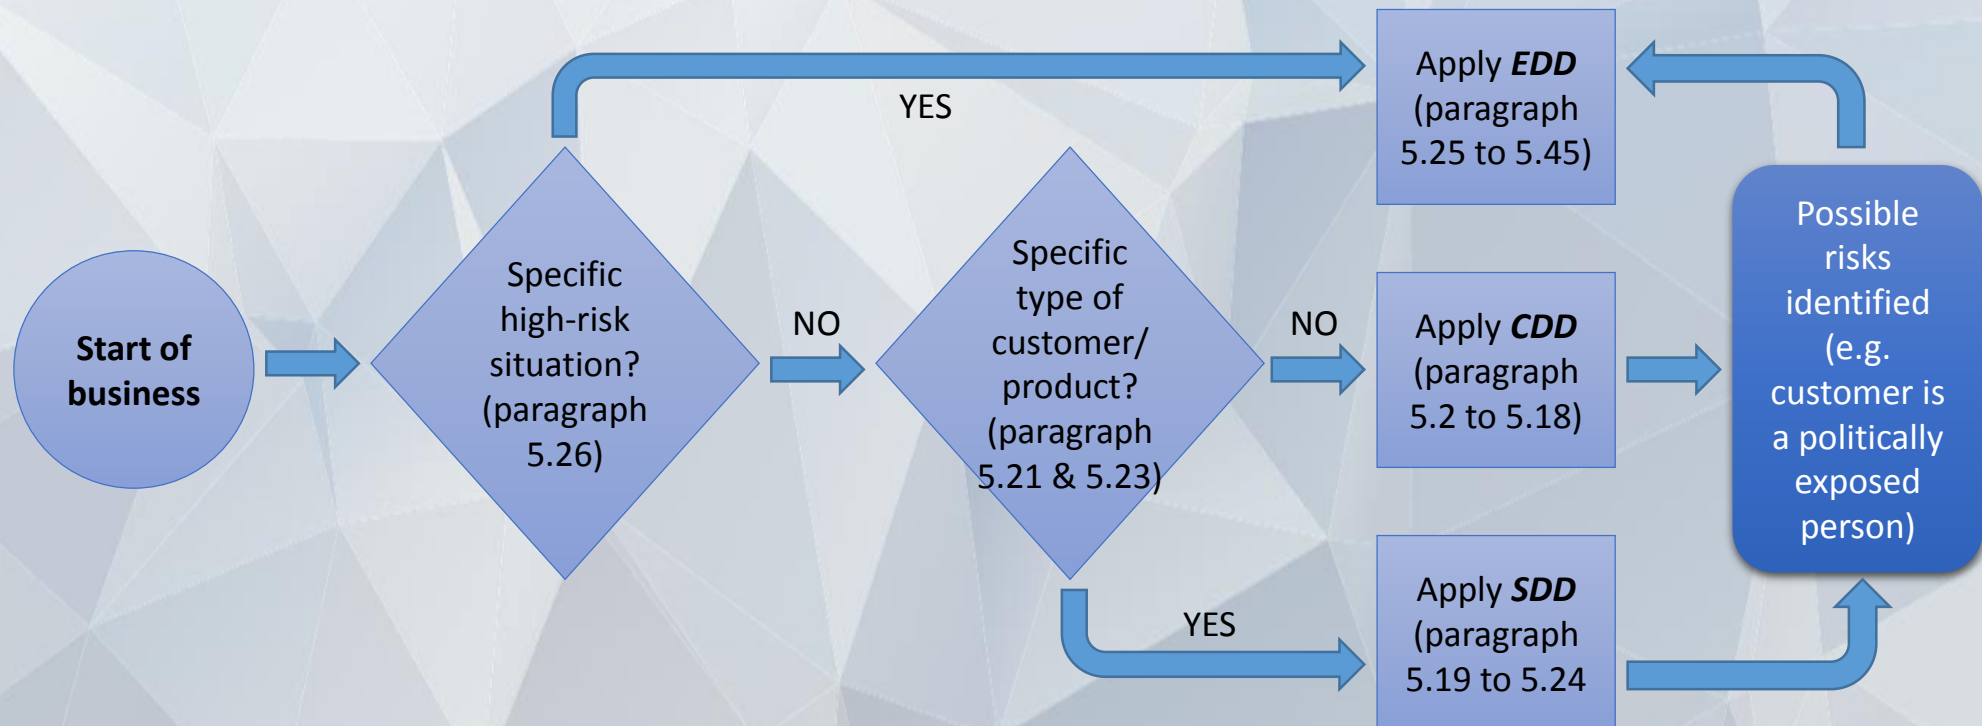 Start of
business
Specific
high-risk
situation?
(paragraph
5.26)
YES
NO
Specific
type of
customer/
product?
(paragraph
5.21 & 5.23)
NO
YES
Apply EDD
(paragraph
5.25 to 5.45)
Apply CDD
(paragraph
5.2 to 5.18)
Apply SDD
(paragraph
5.19 to 5.24
Possible
risks
identified
(e.g.
customer is
a politically
exposed
person)